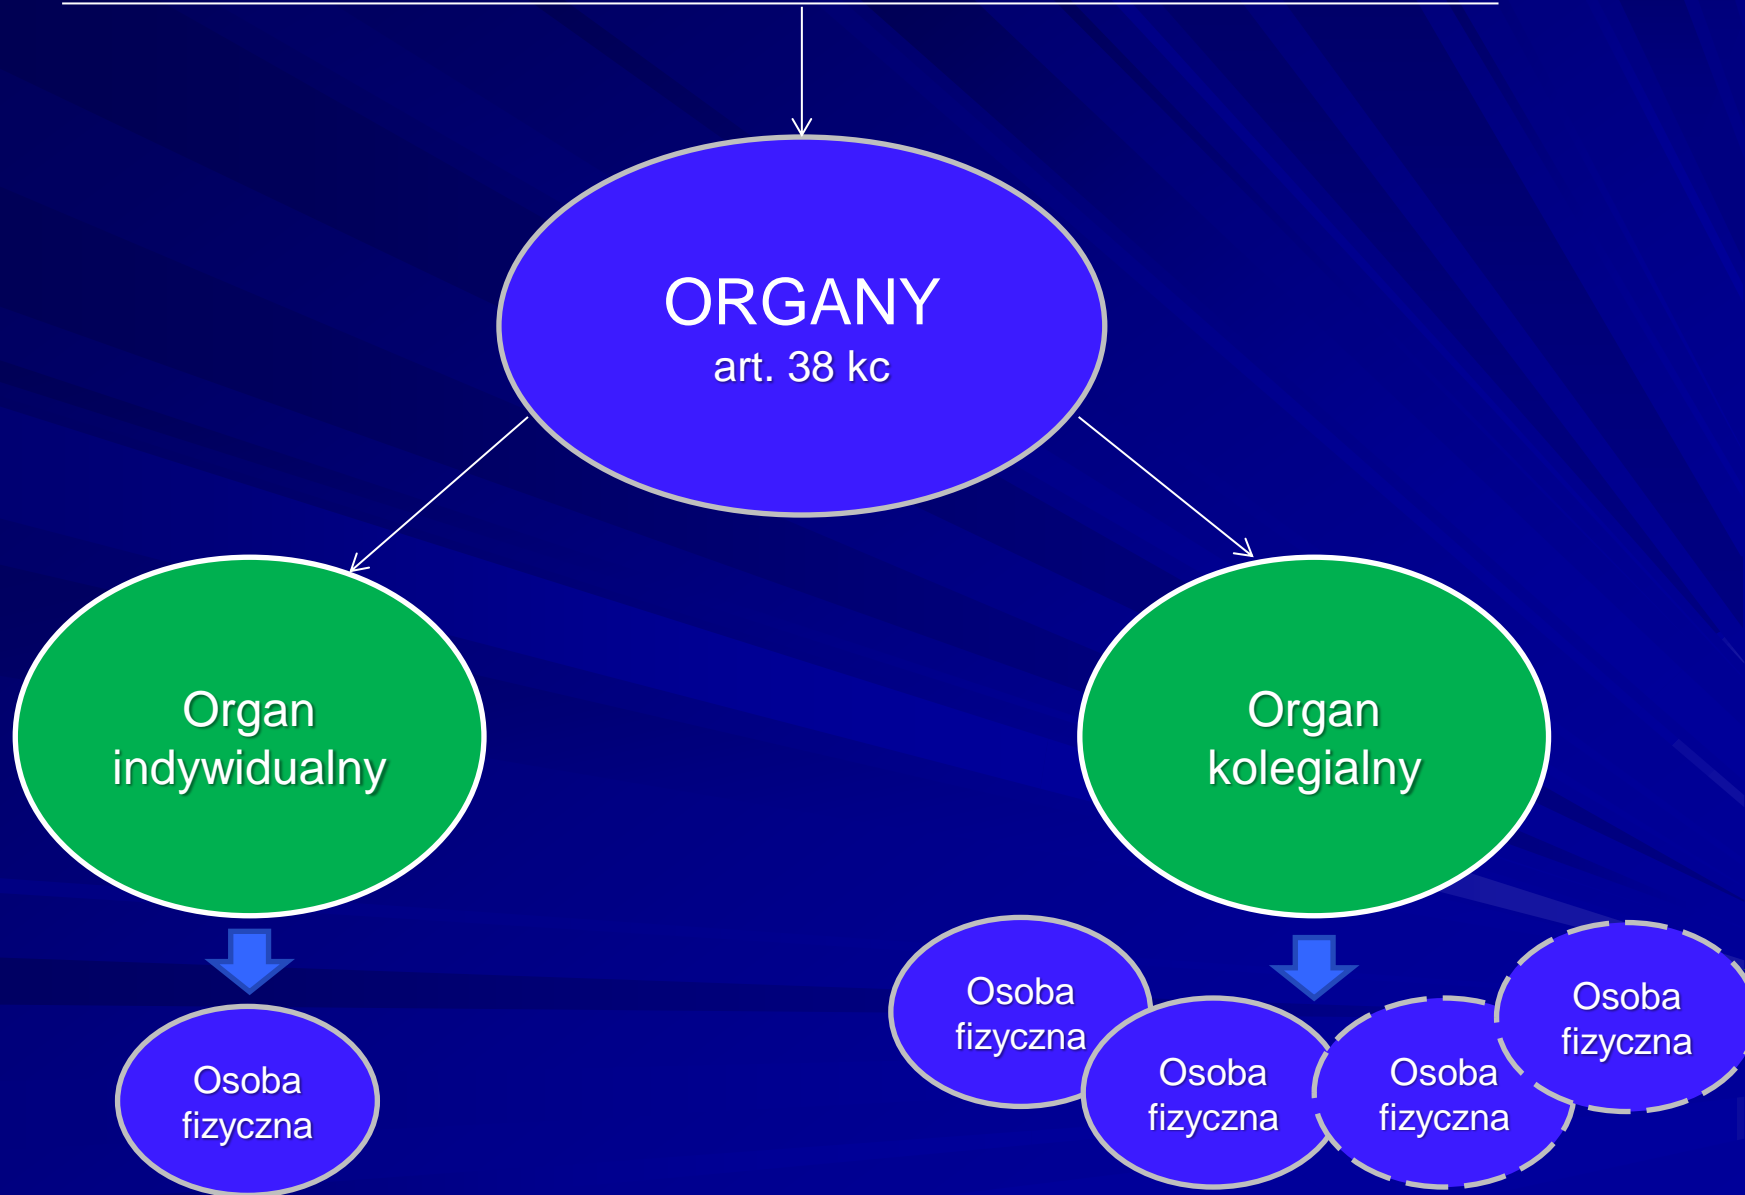 ORGANY
art. 38 kc
Organ
indywidualny
Organ
kolegialny
Osoba
fizyczna
Osoba
fizyczna
Osoba
fizyczna
Osoba
fizyczna
Osoba
fizyczna